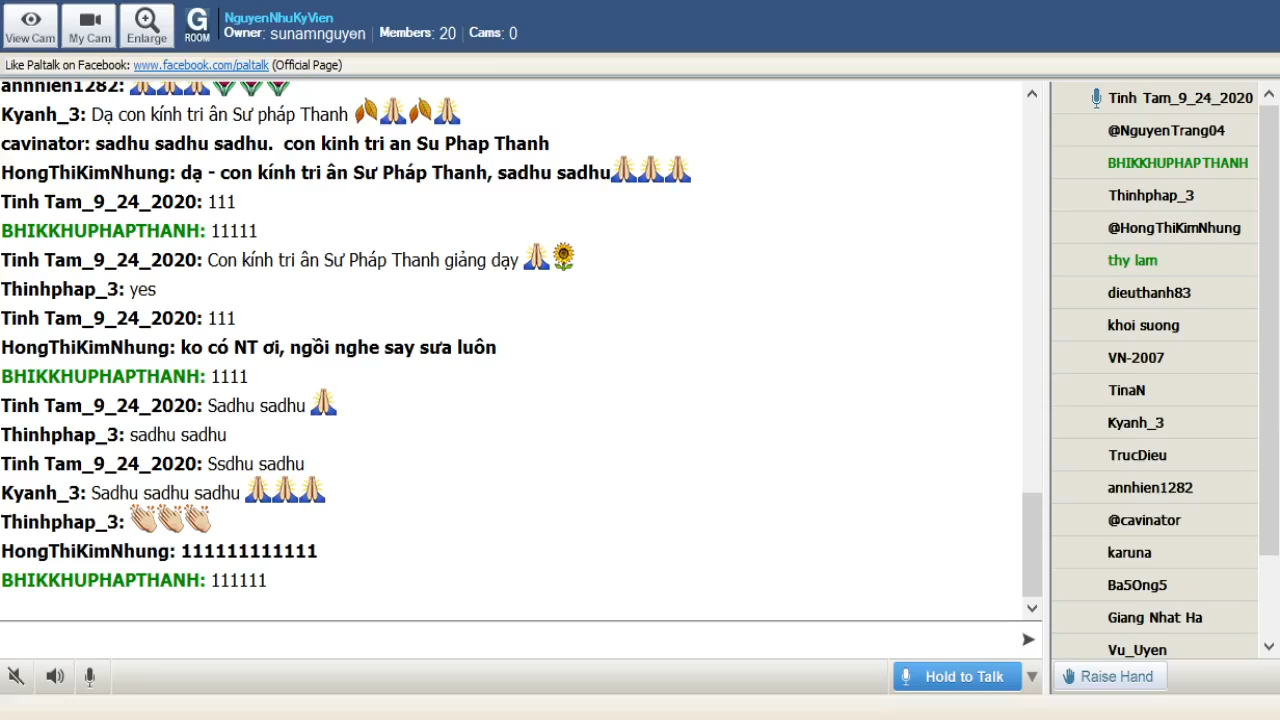 View Cam
My Cam
Enlarge
G
ROOM
NguyenNhuKyVien
Owner: sunamnguyen Members: 20 Cams: 0
Like Paltalk on Facebook: www.facebook.com/paltalk (Official Page)
annhien1282: 🙏🙏🙏🌷🌷🌷
Kyanh_3: Dạ con kính tri ân Sư pháp Thanh 🍂🙏🍂🙏
cavinator: sadhu sadhu sadhu.  con kinh tri an Su Phap Thanh
HongThiKimNhung: dạ - con kính tri ân Sư Pháp Thanh, sadhu sadhu🙏🙏🙏
Tinh Tam_9_24_2020: 111
BHIKKHUPHAPTHANH: 11111
Tinh Tam_9_24_2020: Con kính tri ân Sư Pháp Thanh giảng dạy 🙏🌻
Thinhphap_3: yes
Tinh Tam_9_24_2020: 111
HongThiKimNhung: ko có NT ơi, ngồi nghe say sưa luôn
BHIKKHUPHAPTHANH: 1111
Tinh Tam_9_24_2020: Sadhu sadhu 🙏
Thinhphap_3: sadhu sadhu
Tinh Tam_9_24_2020: Ssdhu sadhu
Kyanh_3: Sadhu sadhu sadhu 🙏🙏🙏
Thinhphap_3: 👏👏👏
HongThiKimNhung: 111111111111
BHIKKHUPHAPTHANH: 111111
Tinh Tam_9_24_2020
@NguyenTrang04
BHIKKHUPHAPTHANH
Thinhphap_3
@HongThiKimNhung
thy lam
dieuthanh83
khoi suong
VN-2007
TinaN
Kyanh_3
TrucDieu
annhien1282
@cavinator
karuna
Ba5Ong5
Giang Nhat Ha
Vu_Uyen
Hold to Talk
Raise Hand